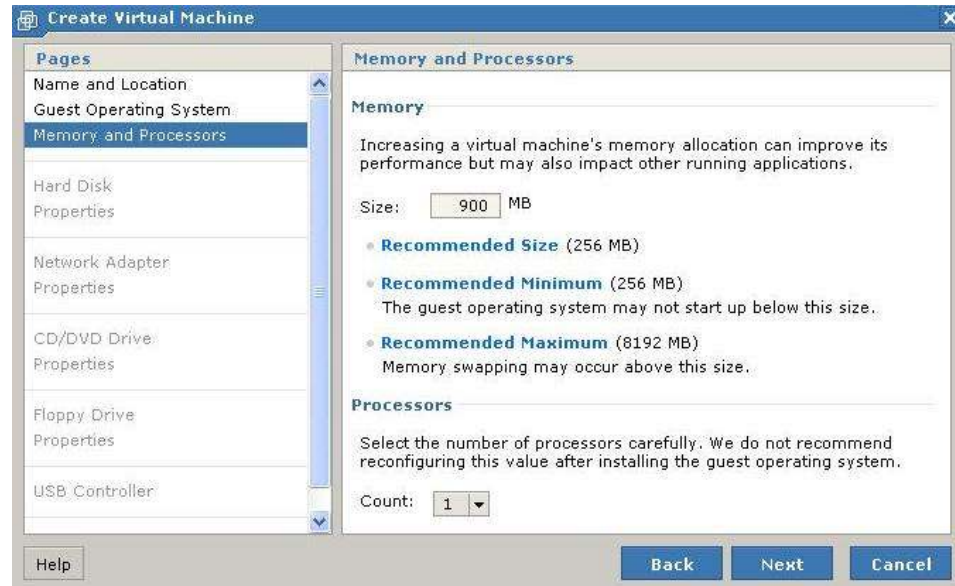 Create Virtual Machine
Pages
Name and Location
Guest Operating System
Memory and Processors
Hard Disk
Properties
Network Adapter
Properties
CD/DVD Drive
Properties
Floppy Drive
Properties
USB Controller
Memory and Processors
Memory
Increasing a virtual machine's memory allocation can improve its
performance but may also impact other running applications.
Size: 900 MB
Recommended Size (256 MB)
Recommended Minimum (256 MB)
The guest operating system may not start up below this size.
Recommended Maximum (8192 MB)
Memory swapping may occur above this size.
Processors
Select the number of processors carefully. We do not recommend
reconfiguring this value after installing the guest operating system.
Count: 1
Help
Back
Next
Cancel